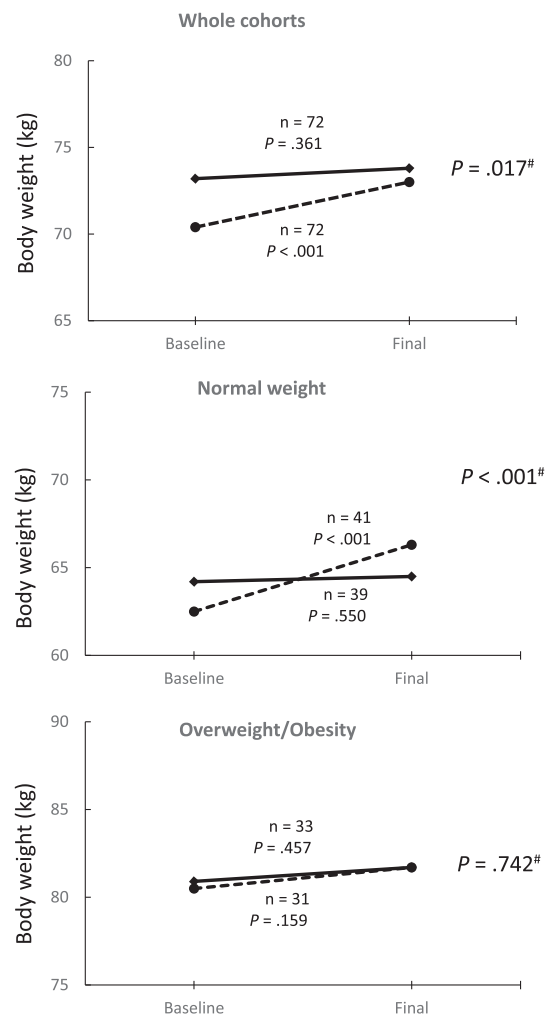 Whole cohorts
80
75
70
65
Body weight (kg)
n = 72
P = .361
P = .017#
n = 72
P < .001
Baseline Final
Normal weight
75
70
65
60
Body weight (kg)
P < .001#
n = 41
P < .001
n = 39
P = .550
Baseline Final
Overweight/Obesity
90
85
80
75
Body weight (kg)
n = 33
P = .457
P = .742#
n = 31
P = .159
Baseline Final